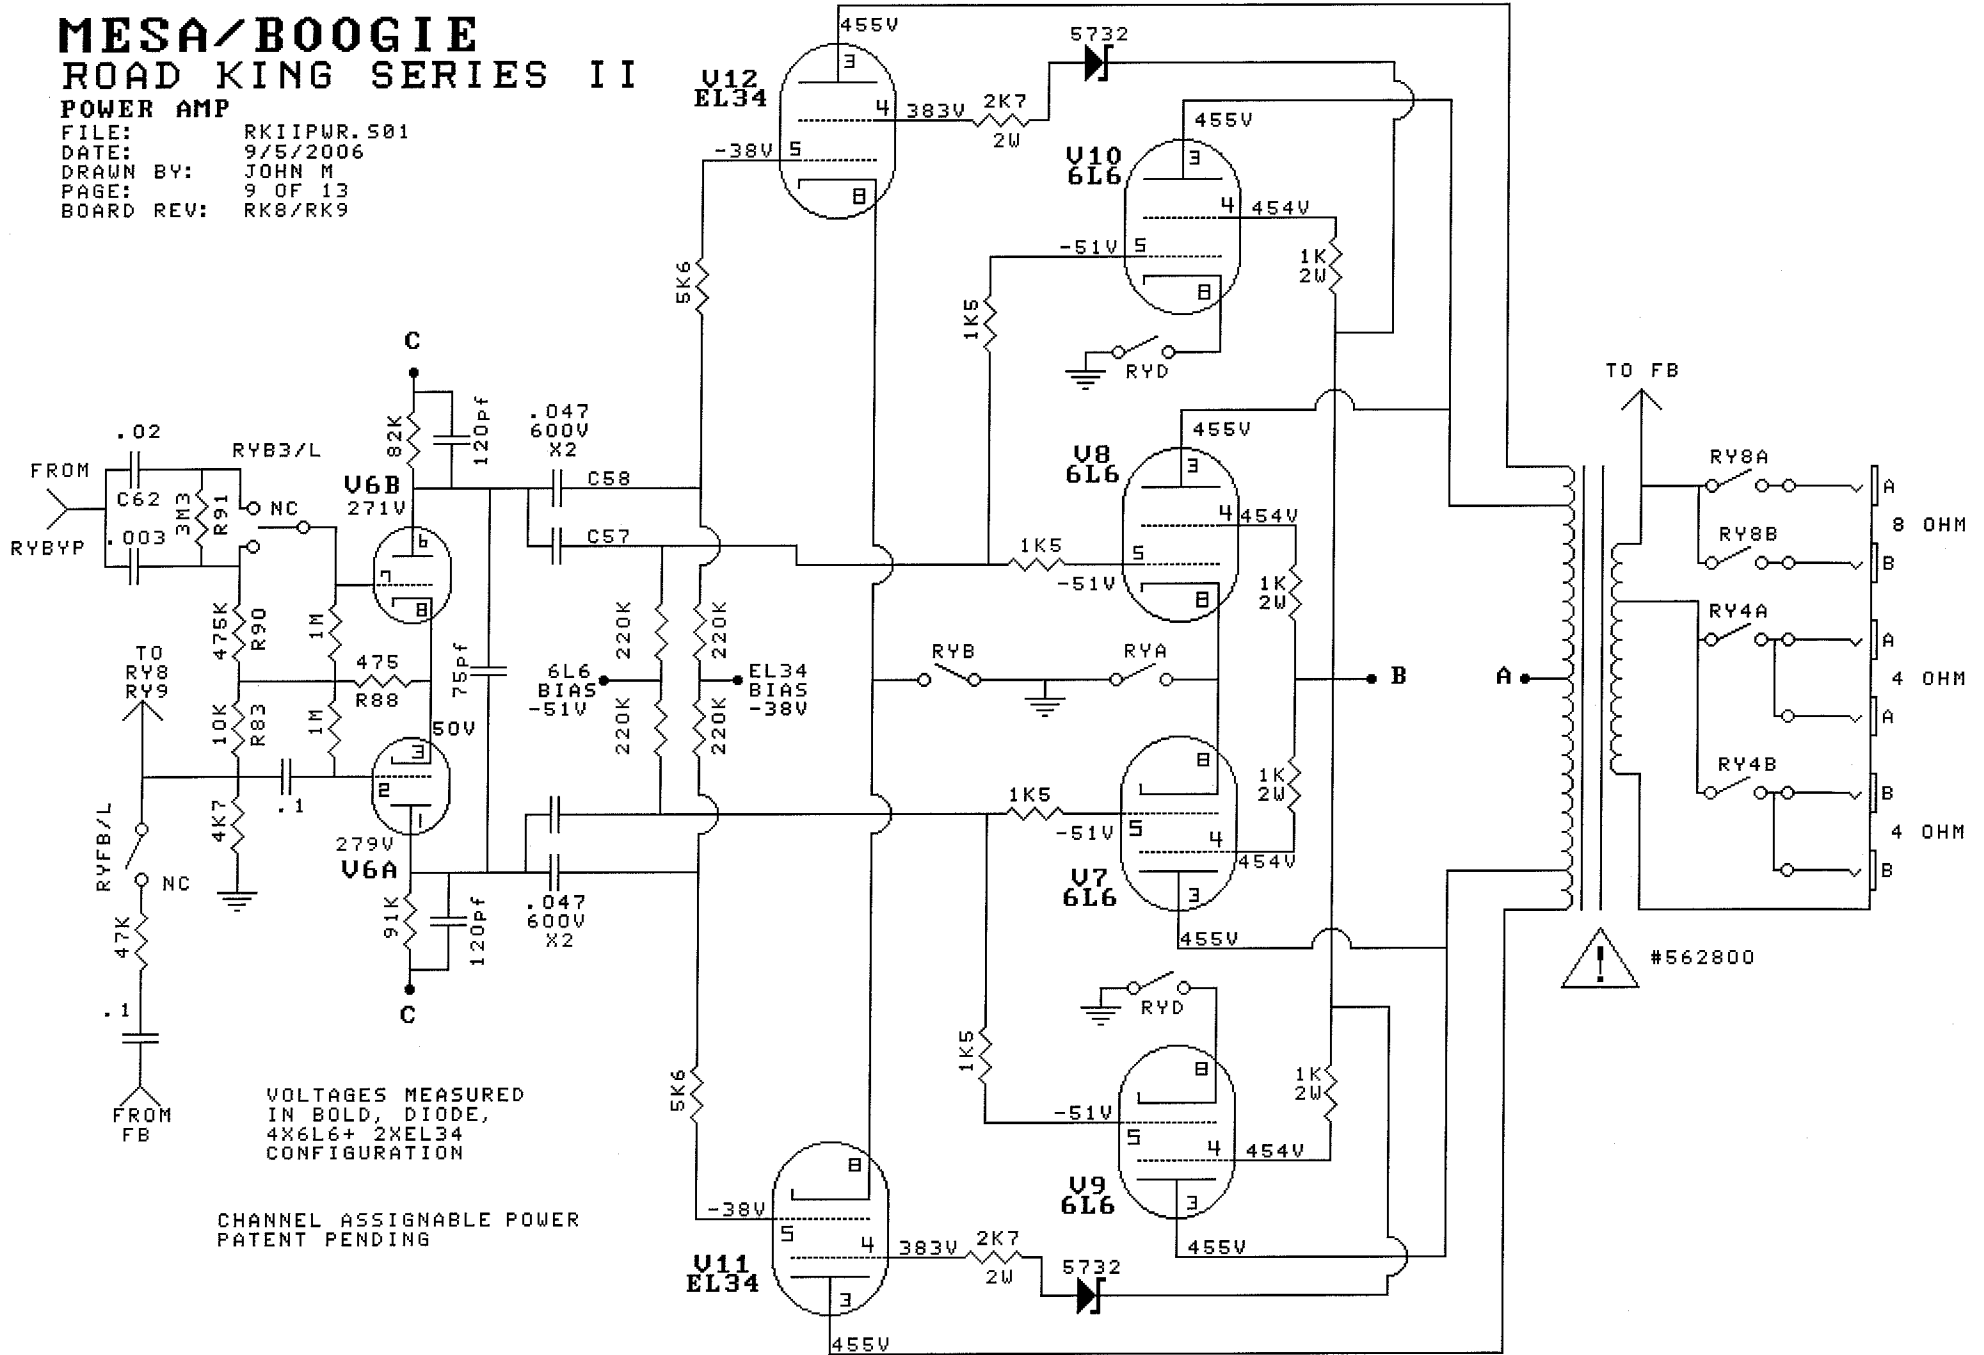 MESA/BOOGIE
ROAD KING SERIES II
POWER AMP
FILE: RKIIPWR.S01
DATE: 9/5/2006
DRAWN BY: JOHN M
PAGE: 9 OF 13
BOARD REV: RK8/RK9
455V
3
V12
EL34
4
383V
2K7
2W
5732
-38V
5
8
5K6
455V
3
V10
6L6
4
454V
-51V
5
8
1K
2W
1K5
RYD
C
82K
120pf
.047
600V
X2
C58
C57
.02
FROM
C62
.003
RYBYP
3M3
R91
RYB3/L
NC
V6B
271V
6
7
8
475K
R90
1M
475
R88
10K
R83
1M
50V
75pf
TO
RY8
RY9
.1
4K7
3
2
1
279V
V6A
RYFB/L
NC
47K
.1
FROM
FB
91K
120pf
C
.047
600V
X2
220K
220K
6L6
BIAS
-51V
EL34
BIAS
-38V
220K
220K
455V
V8
6L6
3
4
454V
1K5
5
-51V
8
1K
2W
RYB
RYA
B
A
8
1K
2W
1K5
-51V
5
4
454V
V7
6L6
3
455V
RYD
1K5
5K6
8
-51V
5
4
454V
1K
2W
V9
6L6
3
455V
8
-38V
5
4
383V
2K7
2W
5732
V11
EL34
3
455V
TO FB
RY8A
A
8 OHM
RY8B
B
RY4A
A
4 OHM
A
RY4B
B
4 OHM
B
!
#562800
VOLTAGES MEASURED
IN BOLD, DIODE,
4X6L6+ 2XEL34
CONFIGURATION
CHANNEL ASSIGNABLE POWER
PATENT PENDING